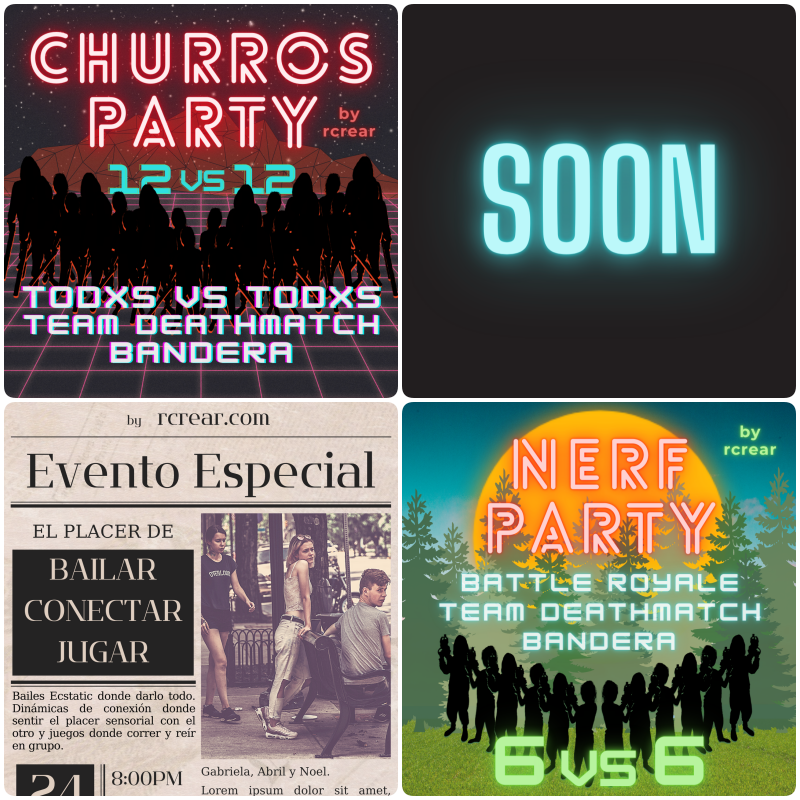 CHURROS
PARTY
by
rcrear
12 vs 12
TODXS VS TODXS
TEAM DEATHMATCH
BANDERA
SOON
by rcrear.com
Evento Especial
EL PLACER DE
BAILAR
CONECTAR
JUGAR
Bailes Ecstatic donde darlo todo.
Dinámicas de conexión donde
sentir el placer sensorial con el
otro y juegos donde correr y reír
en grupo.
24
8:00PM
Gabriela, Abril y Noel.
Lorem ipsum dolor sit amet,
by
rcrear
NERF
PARTY
BATTLE ROYALE
TEAM DEATHMATCH
BANDERA
6 vs 6